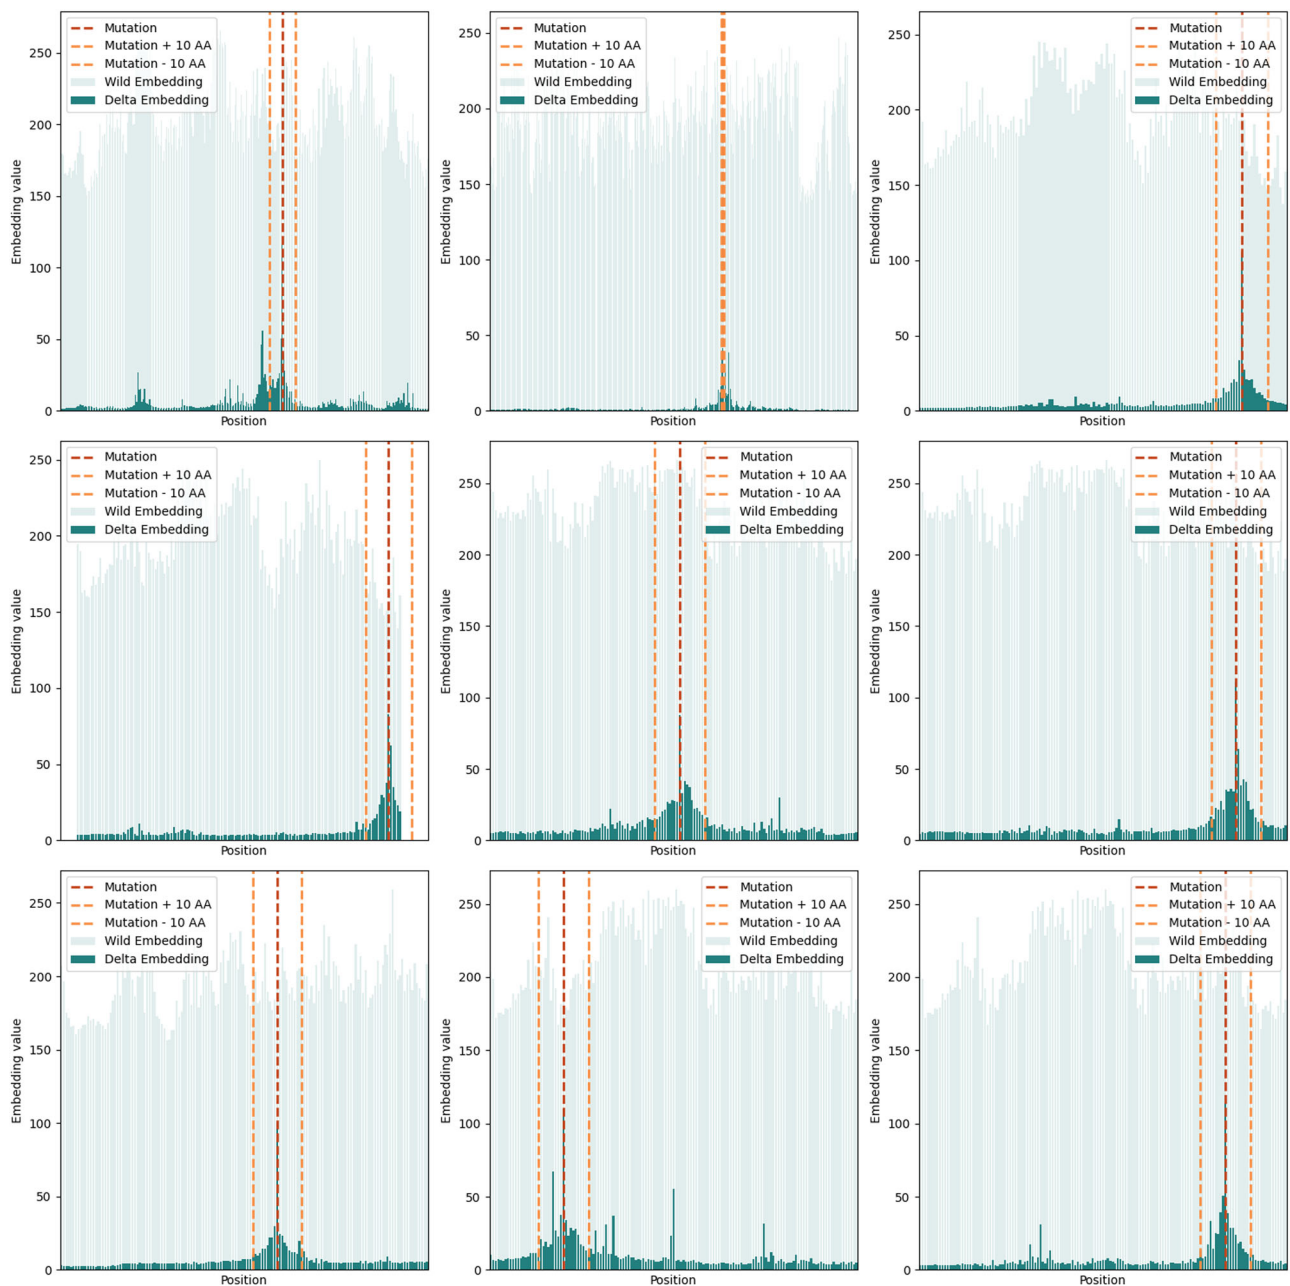 Mutation
Mutation + 10 AA
Mutation - 10 AA
Wild Embedding
Delta Embedding
Embedding value
250
200
150
100
50
0
Position
Mutation
Mutation + 10 AA
Mutation - 10 AA
Wild Embedding
Delta Embedding
Embedding value
250
200
150
100
50
0
Position
Mutation
Mutation + 10 AA
Mutation - 10 AA
Wild Embedding
Delta Embedding
Embedding value
250
200
150
100
50
0
Position
Mutation
Mutation + 10 AA
Mutation - 10 AA
Wild Embedding
Delta Embedding
Embedding value
250
200
150
100
50
0
Position
Mutation
Mutation + 10 AA
Mutation - 10 AA
Wild Embedding
Delta Embedding
Embedding value
250
200
150
100
50
0
Position
Mutation
Mutation + 10 AA
Mutation - 10 AA
Wild Embedding
Delta Embedding
Embedding value
250
200
150
100
50
0
Position
Mutation
Mutation + 10 AA
Mutation - 10 AA
Wild Embedding
Delta Embedding
Embedding value
250
200
150
100
50
0
Position
Mutation
Mutation + 10 AA
Mutation - 10 AA
Wild Embedding
Delta Embedding
Embedding value
250
200
150
100
50
0
Position
Mutation
Mutation + 10 AA
Mutation - 10 AA
Wild Embedding
Delta Embedding
Embedding value
250
200
150
100
50
0
Position